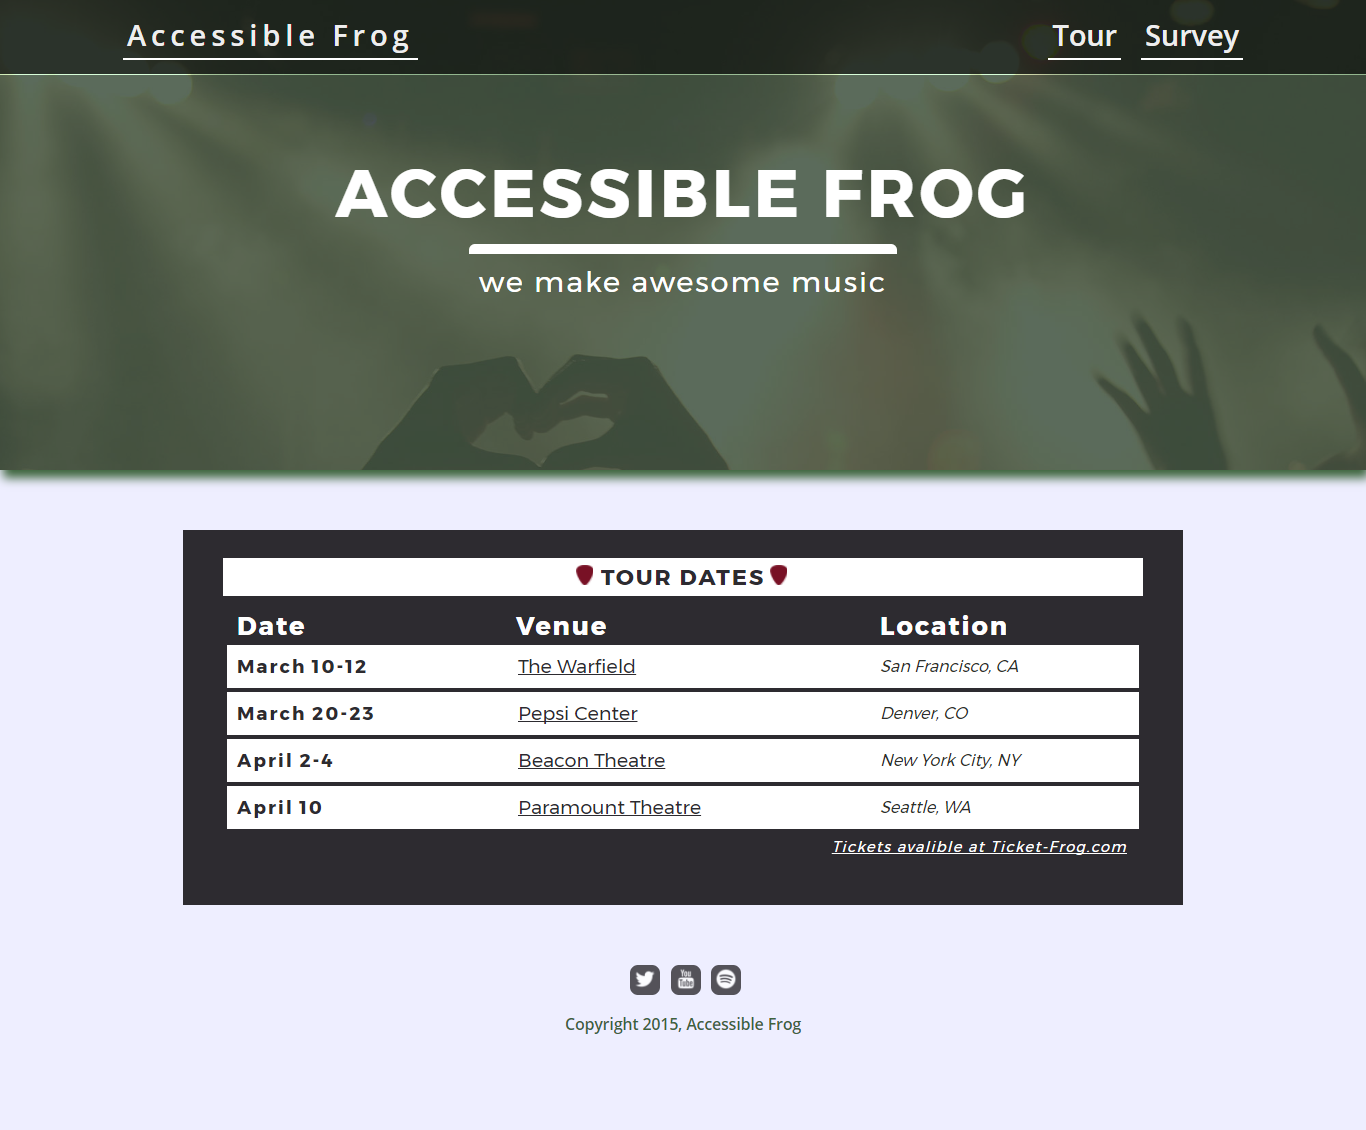 Accessible Frog Tour Survey
ACCESSIBLE FROG
we make awesome music
TOUR DATES
Date Venue Location
March 10-12 The Warfield San Francisco, CA
March 20-23 Pepsi Center Denver, CO
April 2-4 Beacon Theatre New York City, NY
April 10 Paramount Theatre Seattle, WA
Tickets avalible at Ticket-Frog.com
You
Tube
Copyright 2015, Accessible Frog